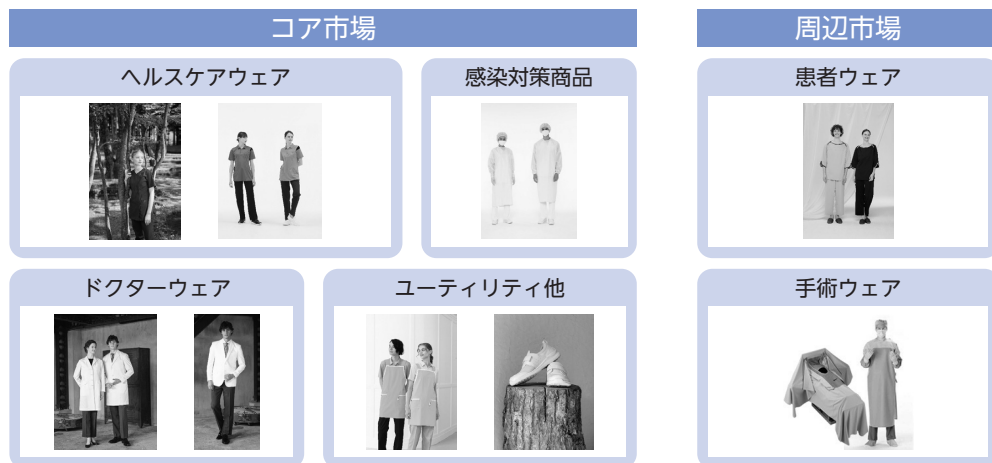 コア市場
周辺市場
ヘルスケアウェア
感染対策商品
患者ウェア
ドクターウェア
ユーティリティ他
手術ウェア